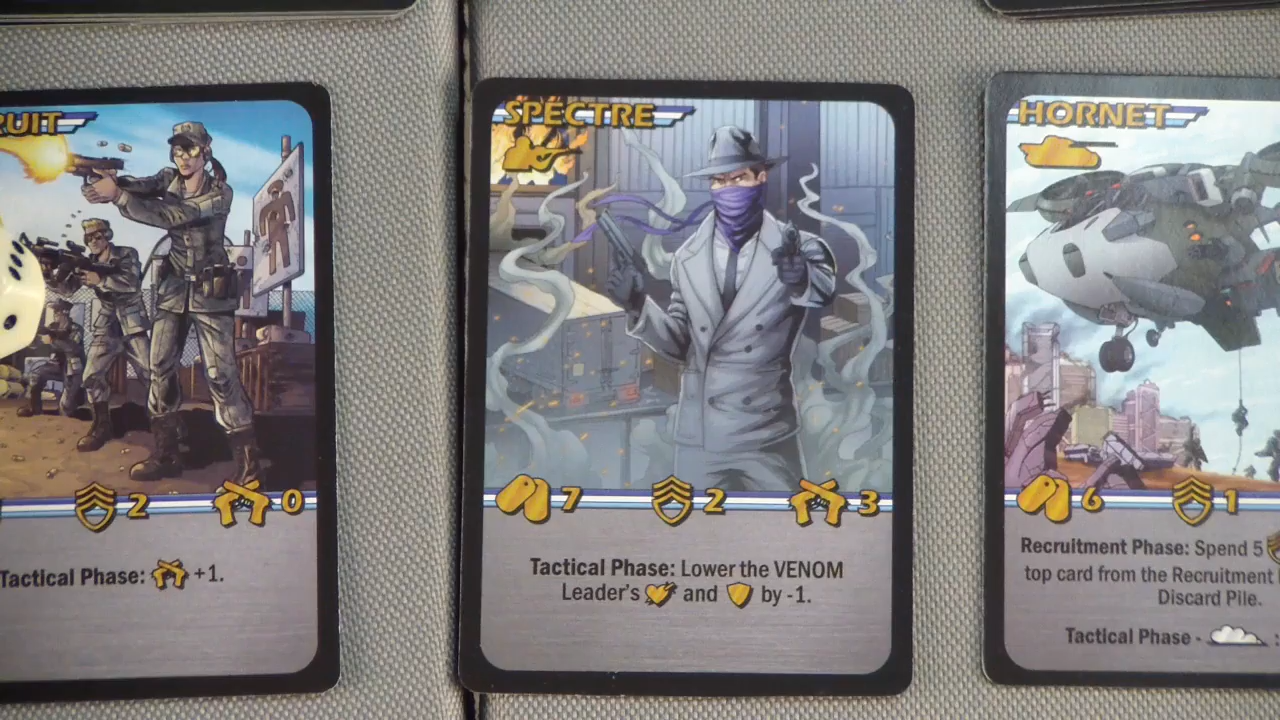 RUIT
2
0
Tactical Phase: +1.
SPECTRE
7
2
3
Tactical Phase: Lower the VENOM
Leader's and by -1.
HORNET
6
1
Recruitment Phase: Spend 5
top card from the Recruitment
Discard Pile.
Tactical Phase - :